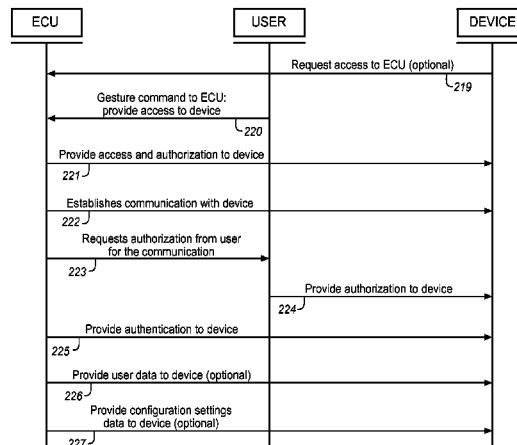 ECU
USER
DEVICE
Request access to ECU (optional)
219
Gesture command to ECU:
provide access to device
220
Provide access and authorization to device
221
Establishes communication with device
222
Requests authorization from user
for the communication
223
Provide authorization to device
224
Provide authentication to device
225
Provide user data to device (optional)
226
Provide configuration settings
data to device (optional)
227